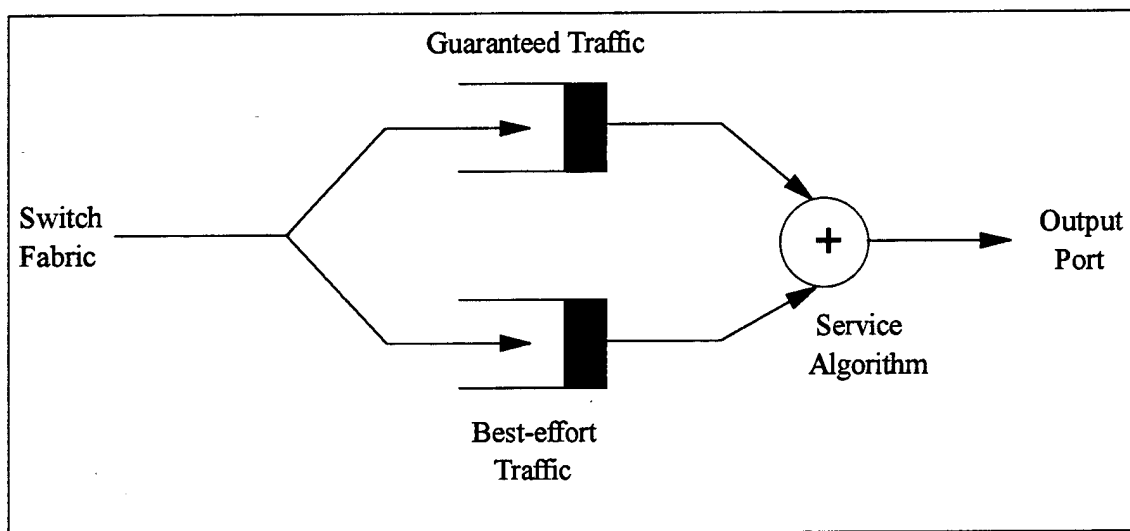 Guaranteed Traffic
Switch
Fabric
+
Output
Port
Service
Algorithm
Best-effort
Traffic